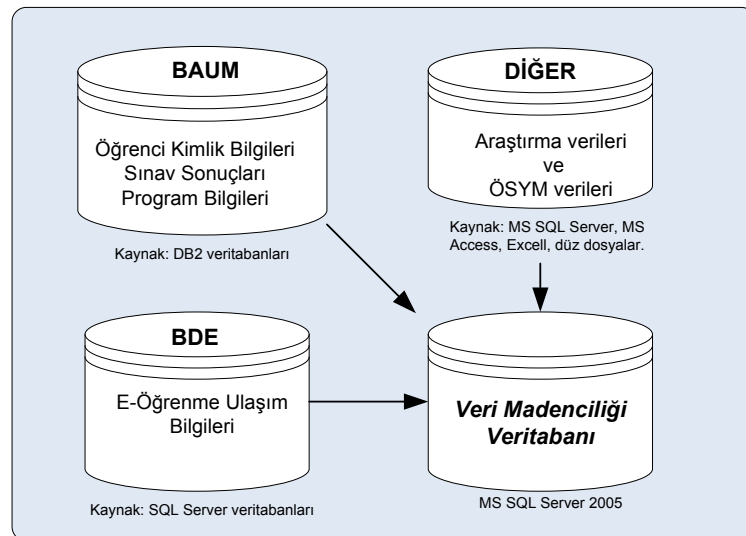 BAUM
Öğrenci Kimlik Bilgileri
Sınav Sonuçları
Program Bilgileri
Kaynak: DB2 veritabanları
DİĞER
Araştırma verileri
ve
ÖSYM verileri
Kaynak: MS SQL Server, MS
Access, Excell, düz dosyalar.
BDE
E-Öğrenme Ulaşım
Bilgileri
Kaynak: SQL Server veritabanları
Veri Madenciliği
Veritabanı
MS SQL Server 2005